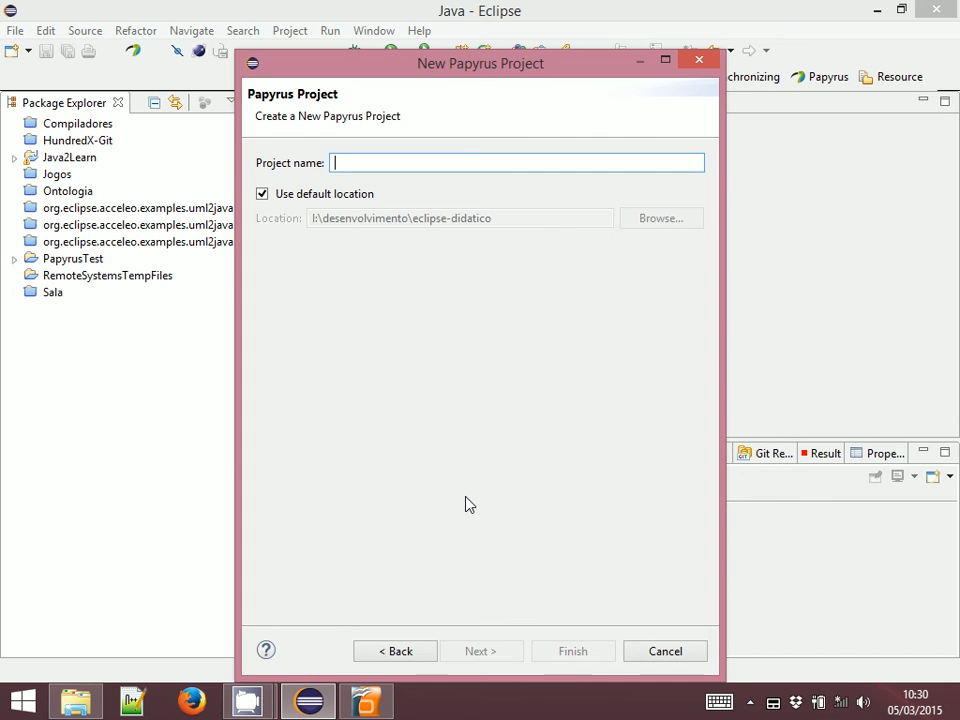 Java - Eclipse
File Edit Source Refactor Navigate Search Project Run Window Help
New Papyrus Project
Papyrus Resource
Package Explorer
Papyrus Project
Create a New Papyrus Project
Compiladores
HundredX-Git
Java2Learn
Jogos
Ontologia
org.eclipse.acceleo.examples.uml2java
org.eclipse.acceleo.examples.uml2java
org.eclipse.acceleo.examples.uml2java
PapyrusTest
RemoteSystemsTempFiles
Sala
Project name:
Use default location
Location: I:\desenvolvimento\eclipse-didatico Browse...
Git Re... Result Prope...
< Back Next > Finish Cancel
10:30
05/03/2015